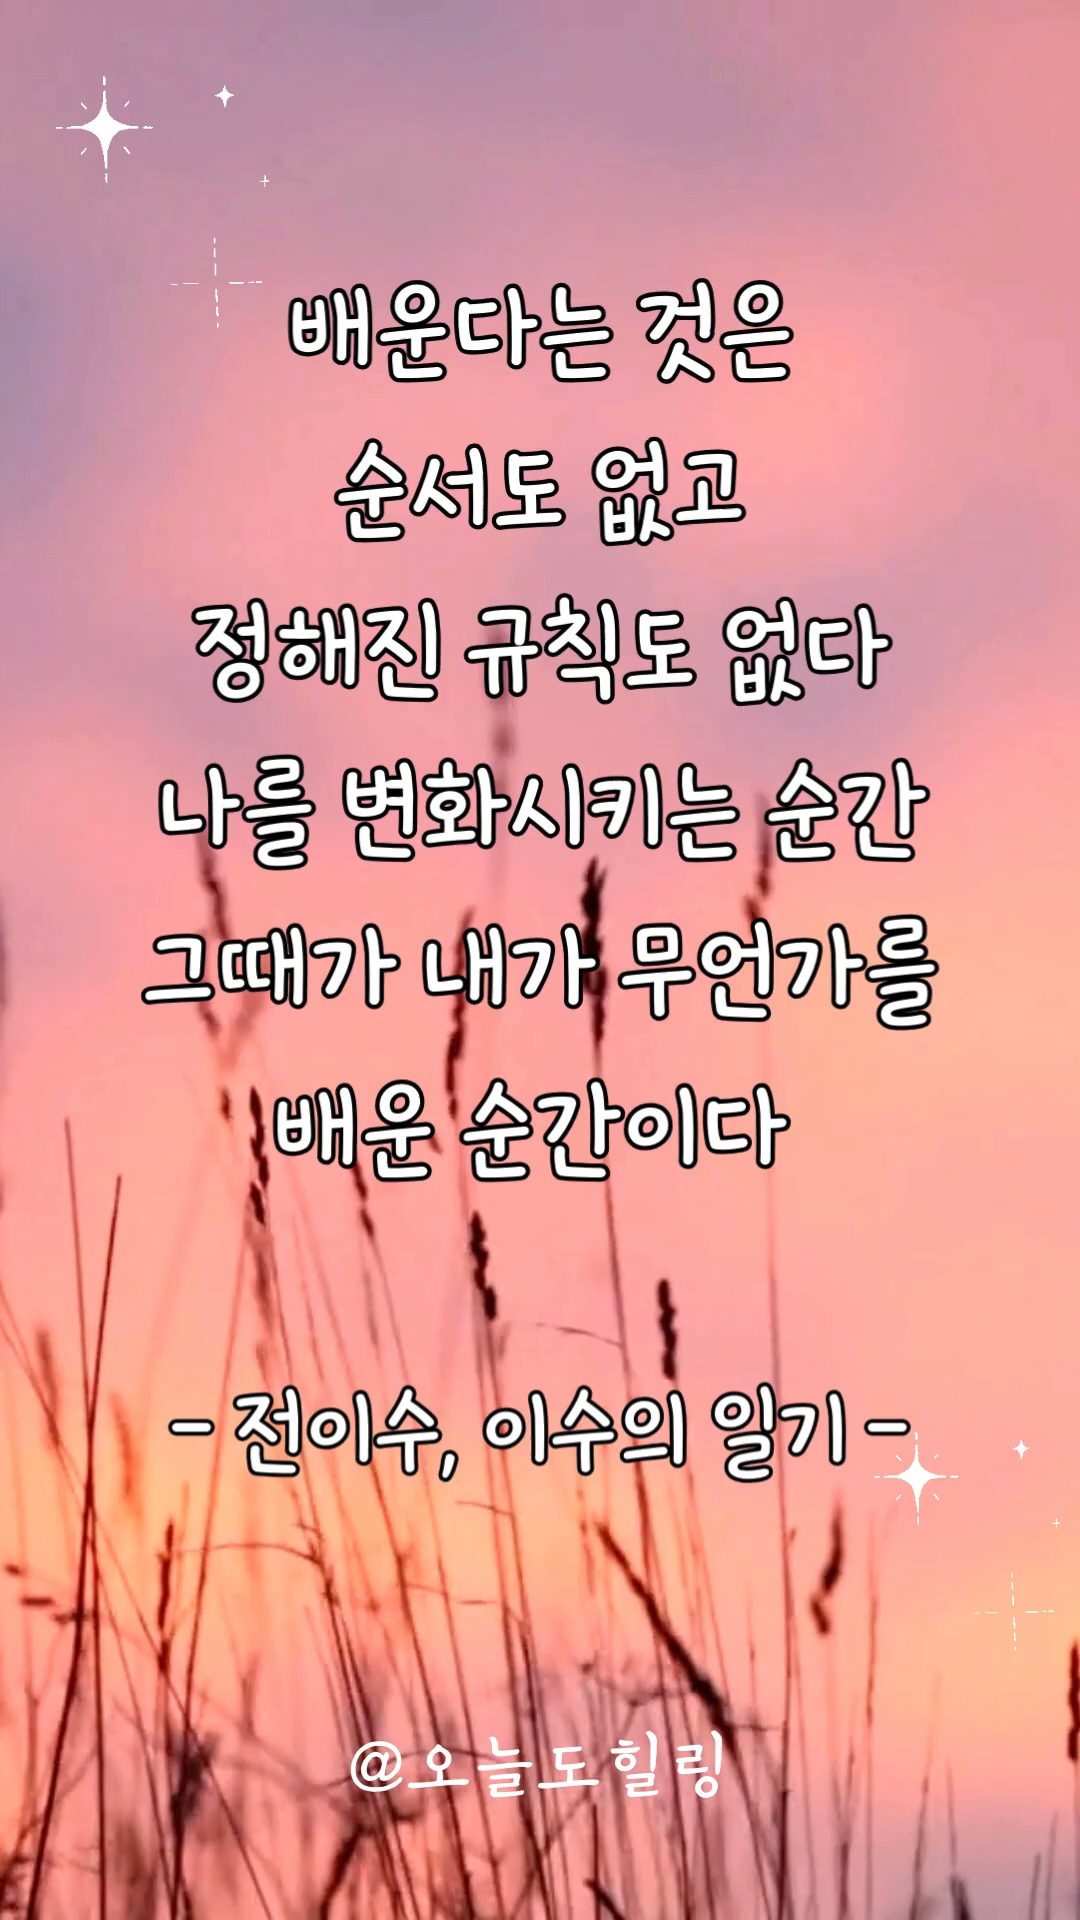 배운다는 것은
순서도 없고
정해진 규칙도 없다
나를 변화시키는 순간
그때가 내가 무언가를
배운 순간이다
- 전이수, 이수의 일기 -
@오늘도힐링